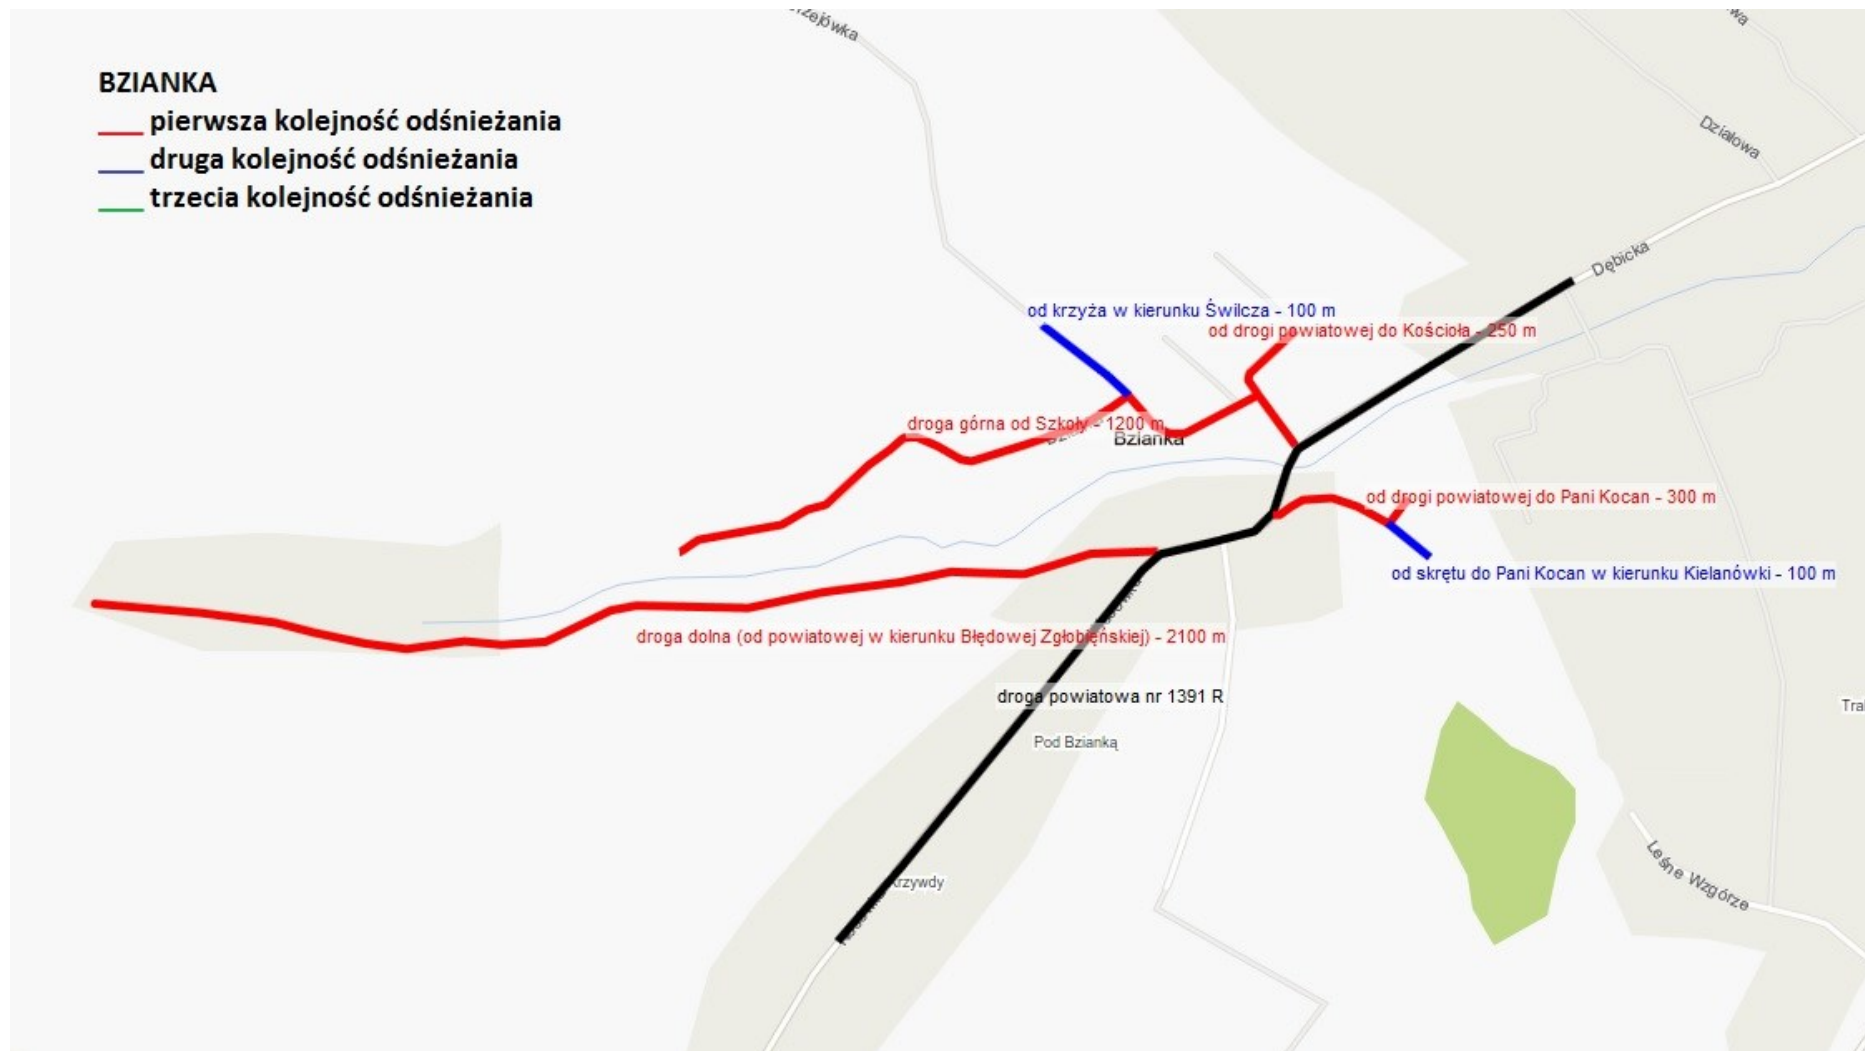 BZIANKA
pierwsza kolejność odśnieżania
druga kolejność odśnieżania
trzecia kolejność odśnieżania
Działowa
Dębicka
od krzyża w kierunku Świlcza - 100 m
od drogi powiatowej do Kościoła - 250 m
droga górna od Szkoły - 1200 m
Bzianka
od drogi powiatowej do Pani Kocan - 300 m
od skrętu do Pani Kocan w kierunku Kielanówki - 100 m
droga dolna (od powiatowej w kierunku Błędowej Zgłobieńskiej) - 2100 m
droga powiatowa nr 1391 R
Pod Bzianką
Leśne Wzgórze